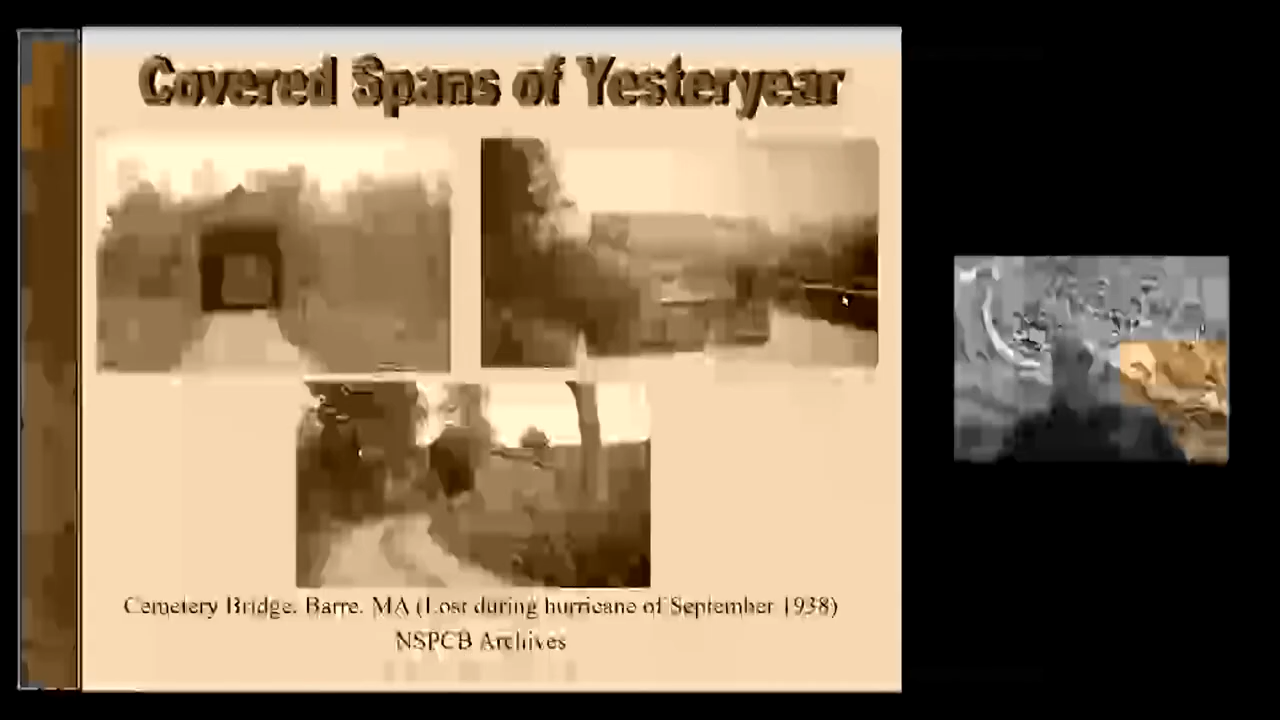 Covered Spans of Yesteryear
Cemetery Bridge, Barre, MA (Lost during hurricane of September 1938)
NSPCB Archives